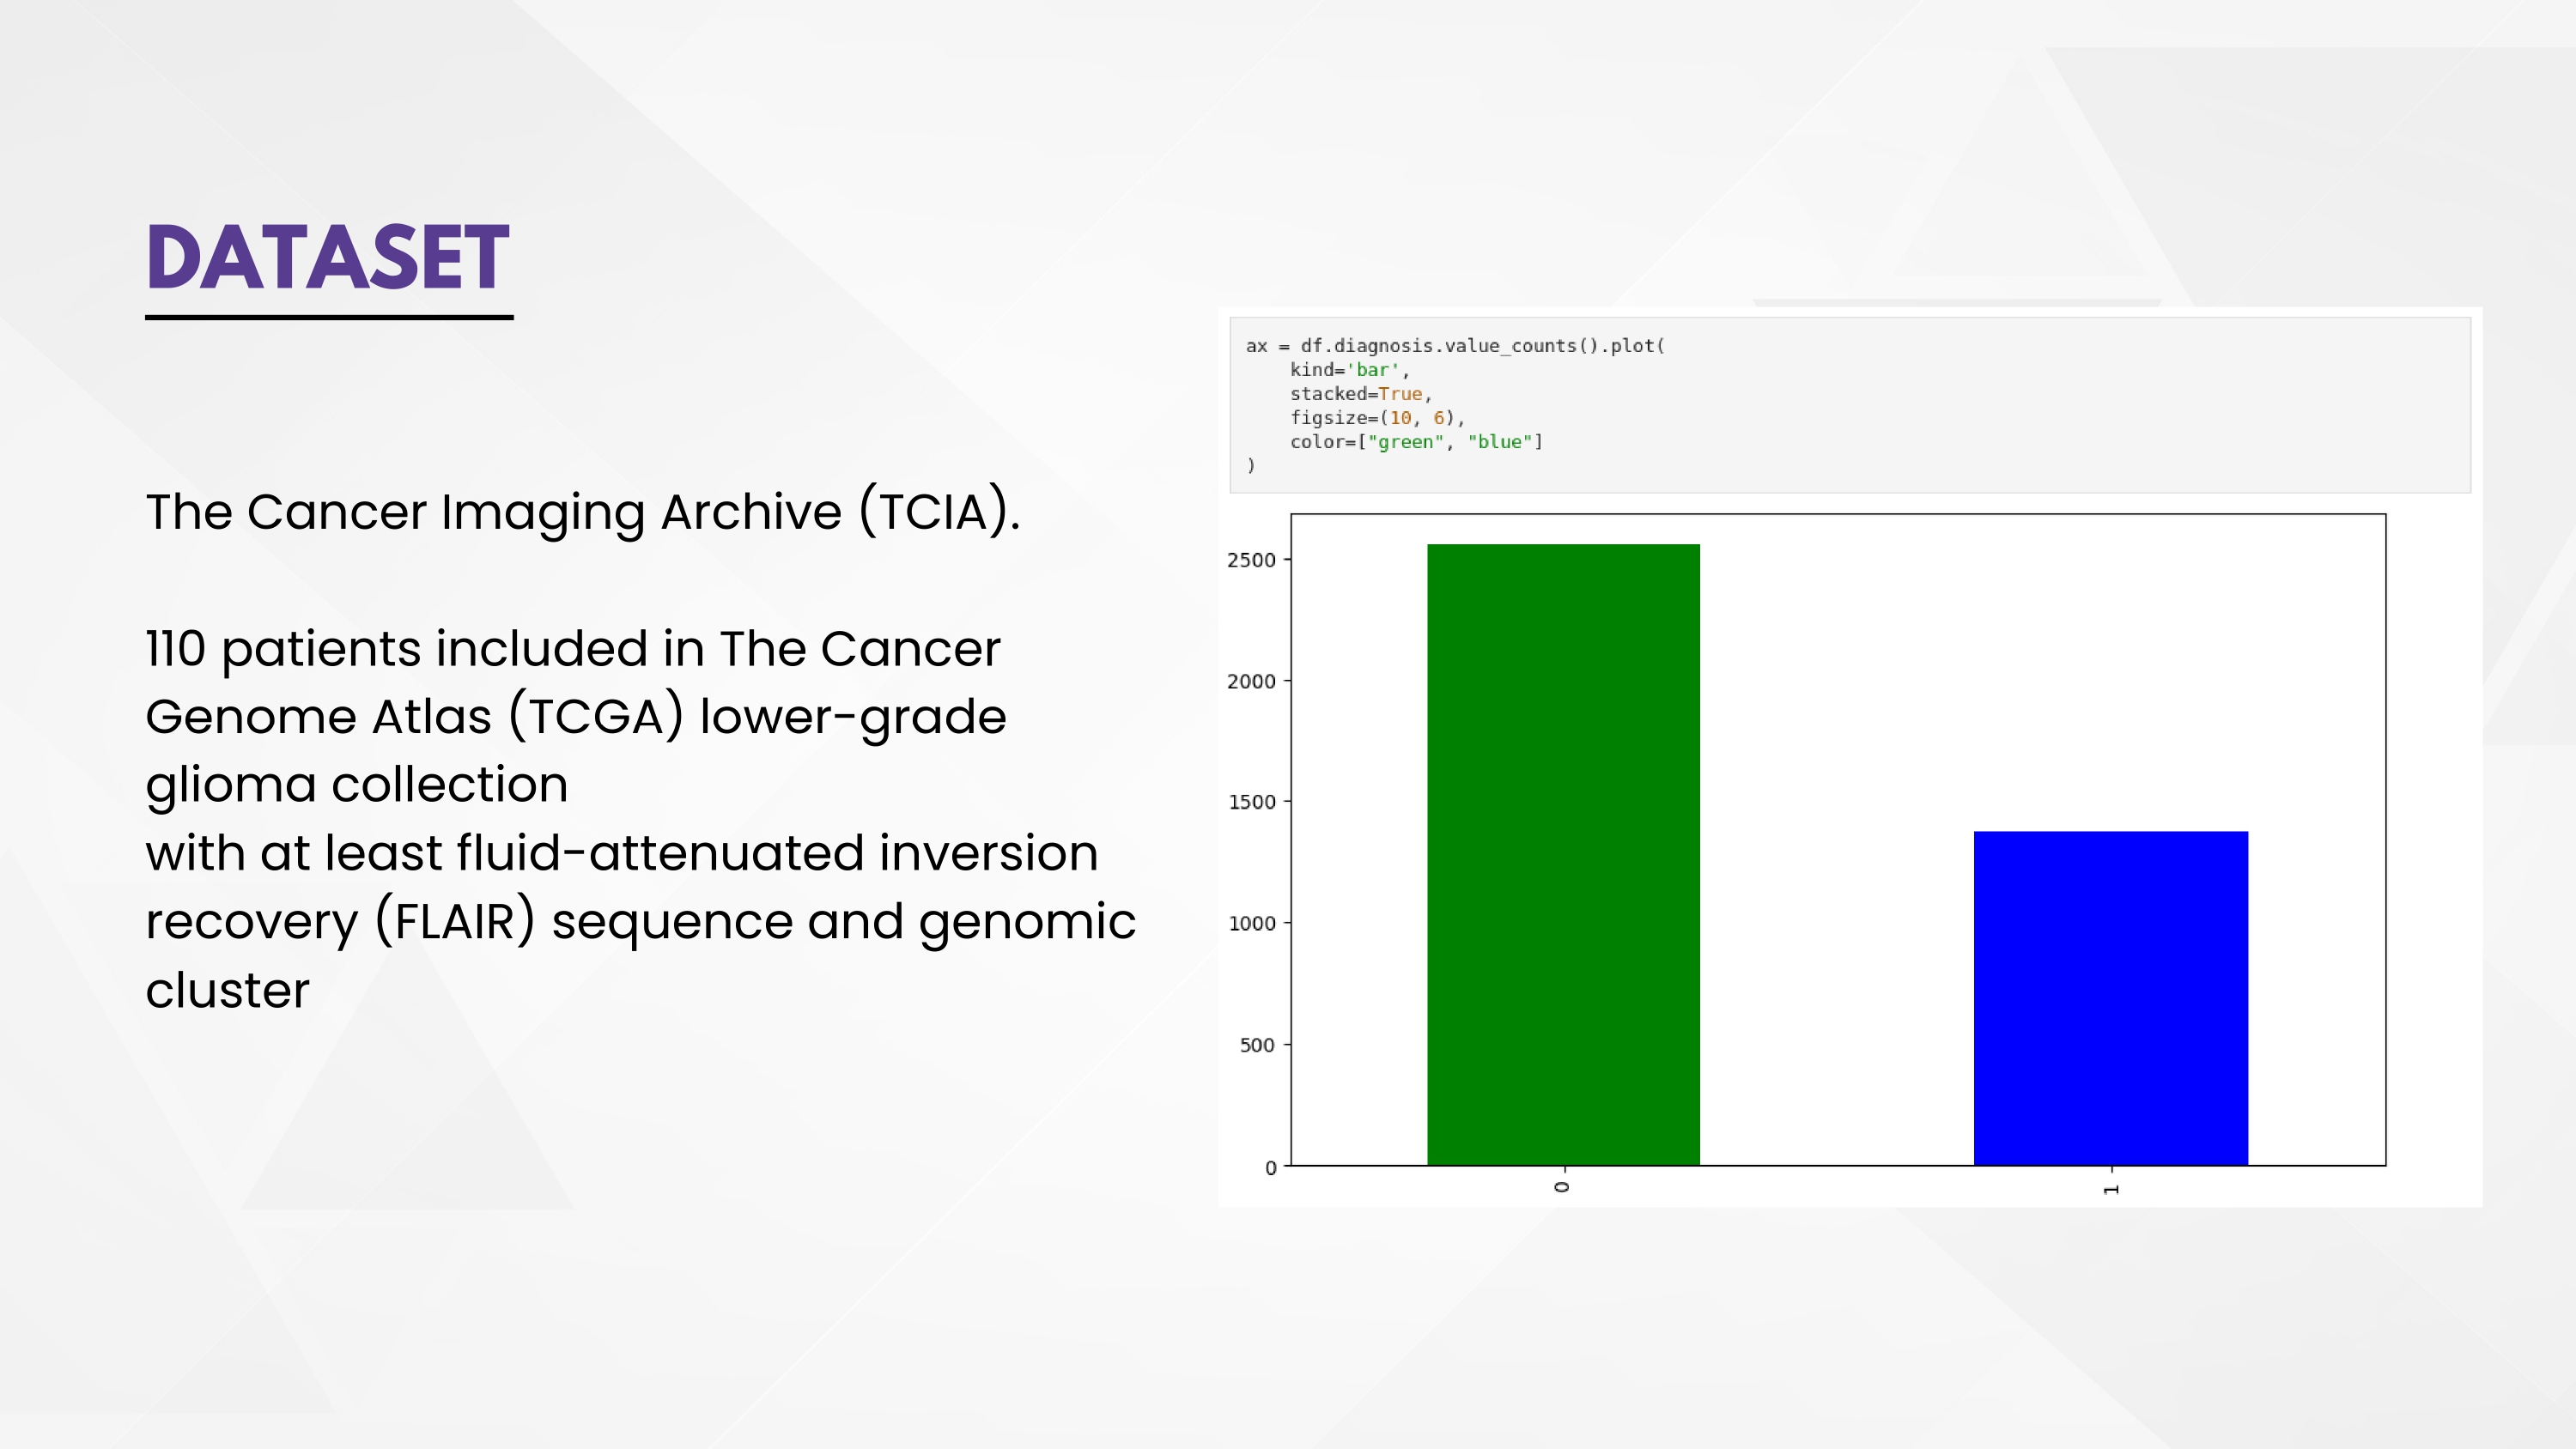 DATASET
The Cancer Imaging Archive (TCIA).
110 patients included in The Cancer
Genome Atlas (TCGA) lower-grade
glioma collection
with at least fluid-attenuated inversion
recovery (FLAIR) sequence and genomic
cluster
ax = df.diagnosis.value_counts().plot(
    kind='bar',
    stacked=True,
    figsize=(10, 6),
    color=["green", "blue"]
)
2500
2000
1500
1000
500
0
0
1